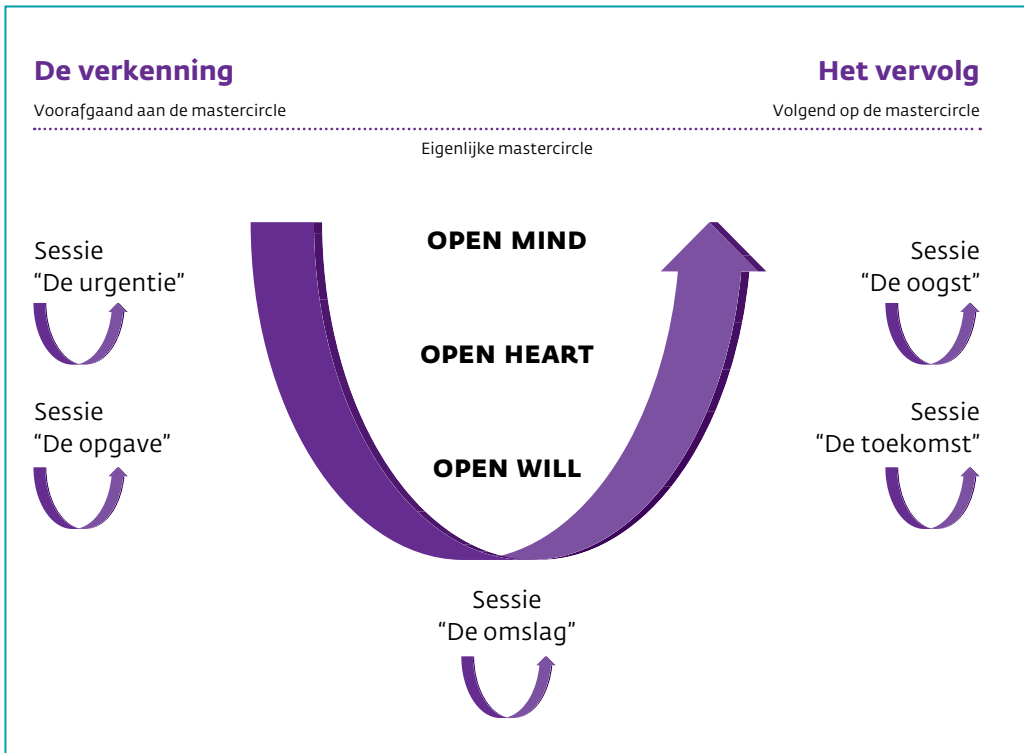 De verkenning
Het vervolg
Voorafgaand aan de mastercircle
Volgend op de mastercircle
Eigenlijke mastercircle
OPEN MIND
OPEN HEART
OPEN WILL
Sessie
“De urgentie”
Sessie
“De opgave”
Sessie
“De omslag”
Sessie
“De oogst”
Sessie
“De toekomst”